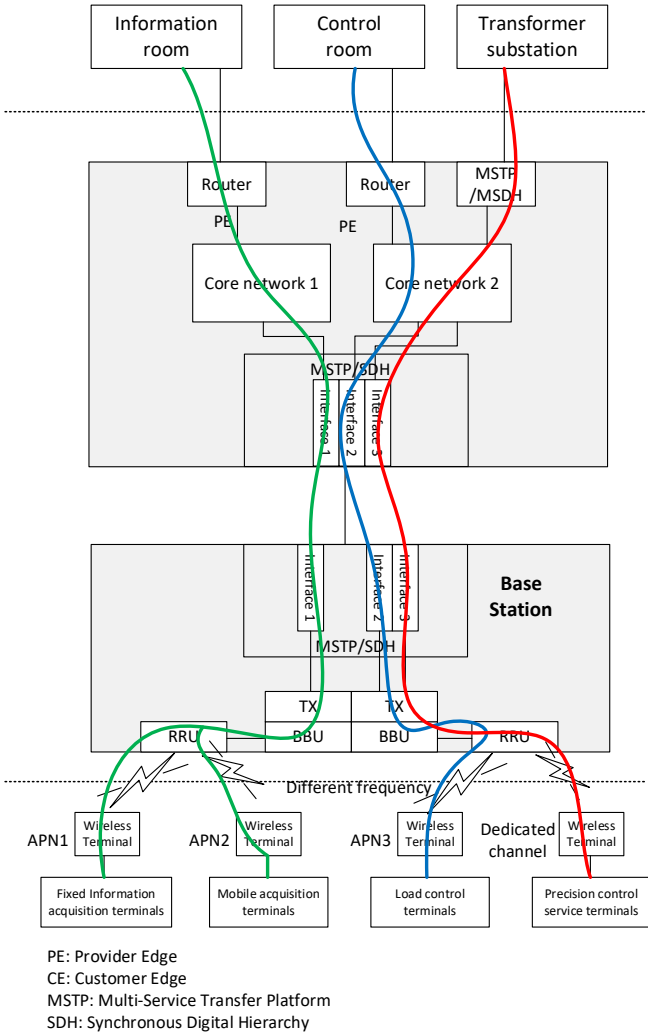 Information
room
Control
room
Transformer
substation
Router
Router
MSTP
/MSDH
PE
PE
Core network 1
Core network 2
MSTP/SDH
Interface 1
Interface 2
Interface 3
Interface 1
Interface 2
Interface 3
Base
Station
MSTP/SDH
TX
TX
RRU
BBU
BBU
RRU
Different frequency
APN1
Wireless
Terminal
APN2
Wireless
Terminal
APN3
Wireless
Terminal
Dedicated
channel
Wireless
Terminal
Fixed Information
acquisition terminals
Mobile acquisition
terminals
Load control
terminals
Precision control
service terminals
PE: Provider Edge
CE: Customer Edge
MSTP: Multi-Service Transfer Platform
SDH: Synchronous Digital Hierarchy